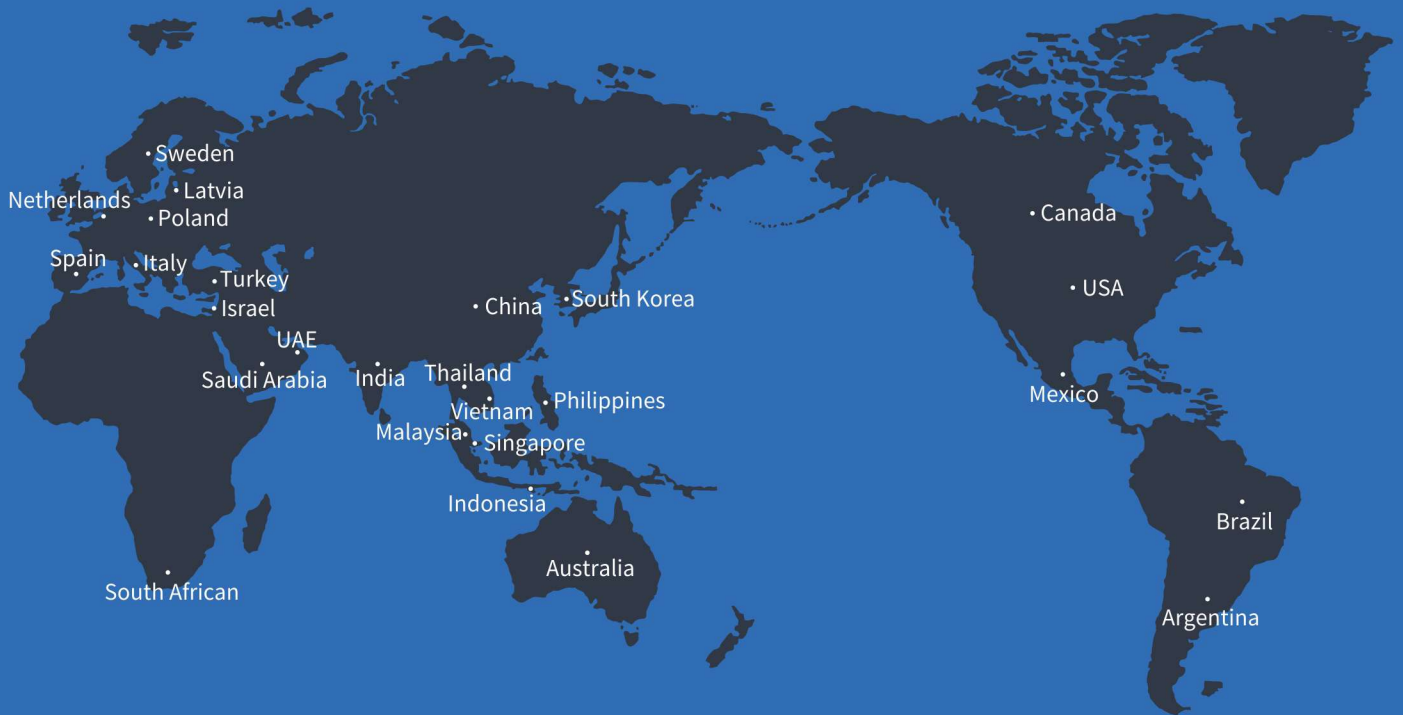 Sweden
Latvia
Netherlands
Poland
Canada
Spain
Italy
Turkey
USA
Israel
China
South Korea
UAE
Saudi Arabia
India
Thailand
Mexico
Vietnam
Philippines
Malaysia
Singapore
Indonesia
Brazil
Australia
South African
Argentina